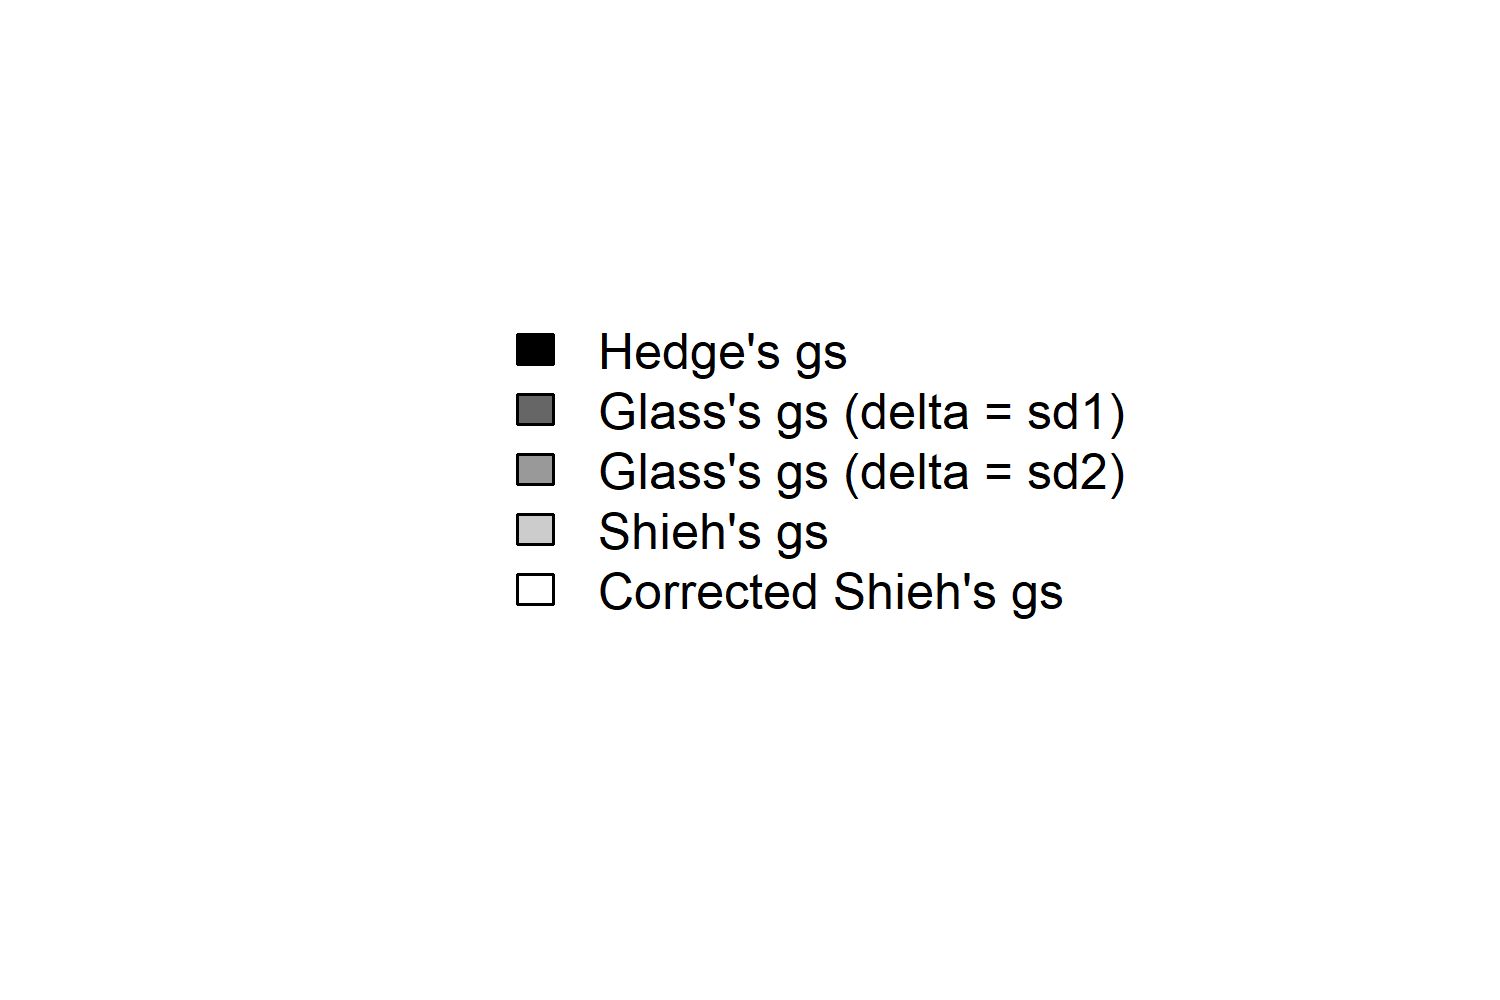 Hedge's gs
Glass's gs (delta = sd1)
Glass's gs (delta = sd2)
Shieh's gs
Corrected Shieh's gs